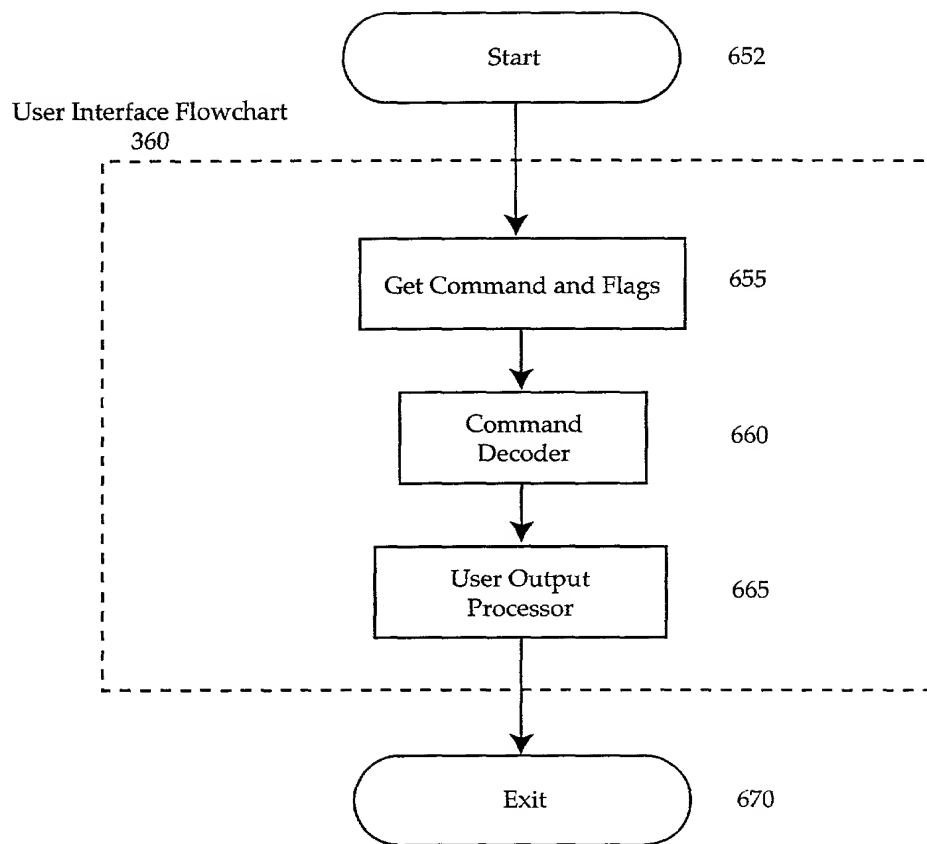 Start
652
User Interface Flowchart
360
Get Command and Flags
655
Command
Decoder
660
User Output
Processor
665
Exit
670